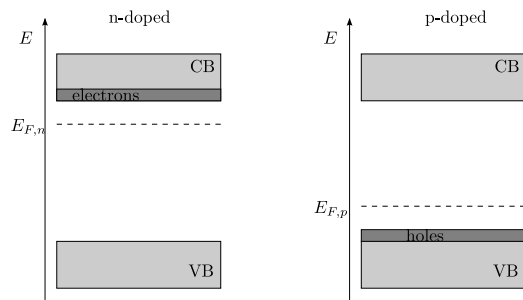 n-doped
E
CB
electrons
E_{F,n}
VB
p-doped
E
CB
E_{F,p}
holes
VB